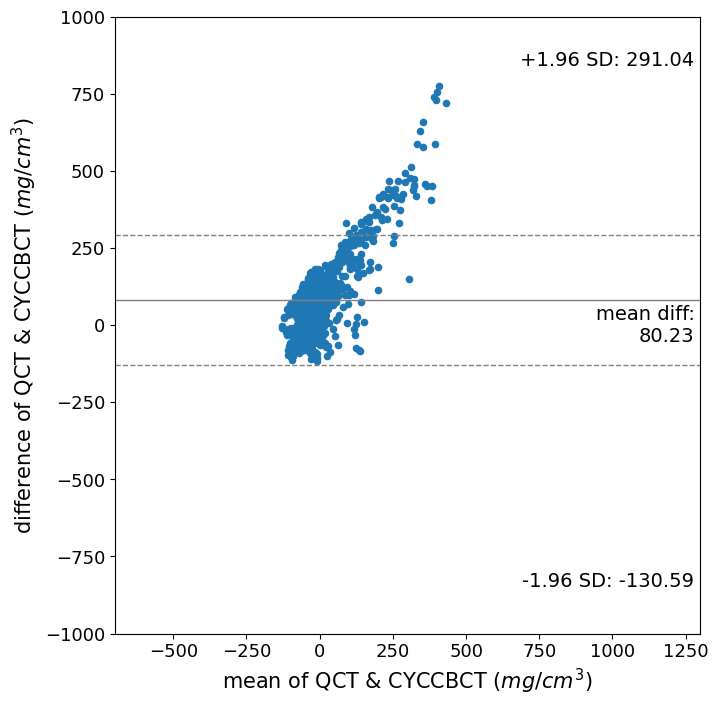 1000
+1.96 SD: 291.04
750
500
250
mean diff:
80.23
0
−250
−500
−750
-1.96 SD: -130.59
−1000
−500 −250 0 250 500 750 1000 1250
difference of QCT & CYCCBCT (mg/cm³)
mean of QCT & CYCCBCT (mg/cm³)